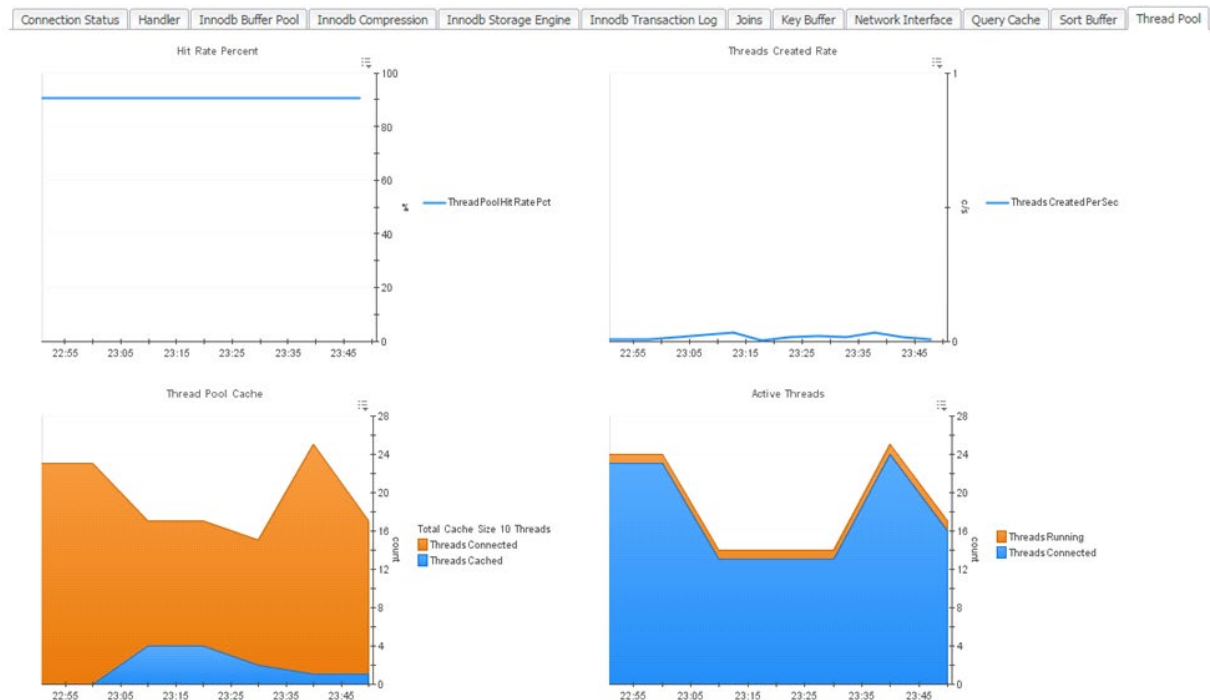 Connection Status Handler Innodb Buffer Pool Innodb Compression Innodb Storage Engine Innodb Transaction Log Joins Key Buffer Network Interface Query Cache Sort Buffer Thread Pool
Hit Rate Percent
100
80
60
40
20
0
%
ThreadPoolHitRatePct
22:55 23:05 23:15 23:25 23:35 23:45
Threads Created Rate
1
0
c/s
Threads Created Per Sec
22:55 23:05 23:15 23:25 23:35 23:45
Thread Pool Cache
28
24
20
16
12
8
4
0
count
Total Cache Size 10 Threads
Threads Connected
Threads Cached
22:55 23:05 23:15 23:25 23:35 23:45
Active Threads
28
24
20
16
12
8
4
0
count
Threads Running
Threads Connected
22:55 23:05 23:15 23:25 23:35 23:45